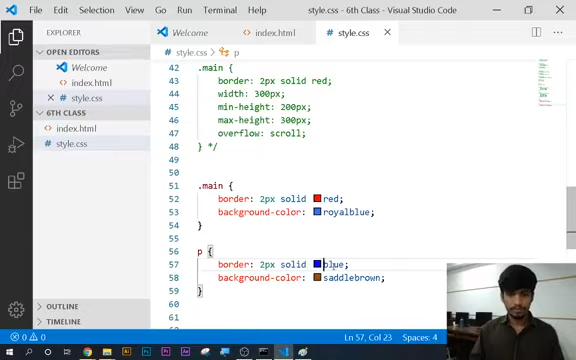 File Edit Selection View Go Run Terminal Help style.css - Visual Studio Code
EXPLORER
OPEN EDITORS
Welcome
index.html
style.css
6TH CLASS
index.html
style.css
OUTLINE
TIMELINE
Welcome index.html style.css
style.css > p
42 .main {
43 border: 2px solid red;
44 width: 300px;
45 min-height: 200px;
46 max-height: 300px;
47 overflow: scroll;
48 } */
49
50
51 .main {
52 border: 2px solid red;
53 background-color: royalblue;
54 }
55
56 p {
57 border: 2px solid blue;
58 background-color: saddlebrown;
59 }
60
61
0 0 Ln 57, Col 23 Spaces: 4